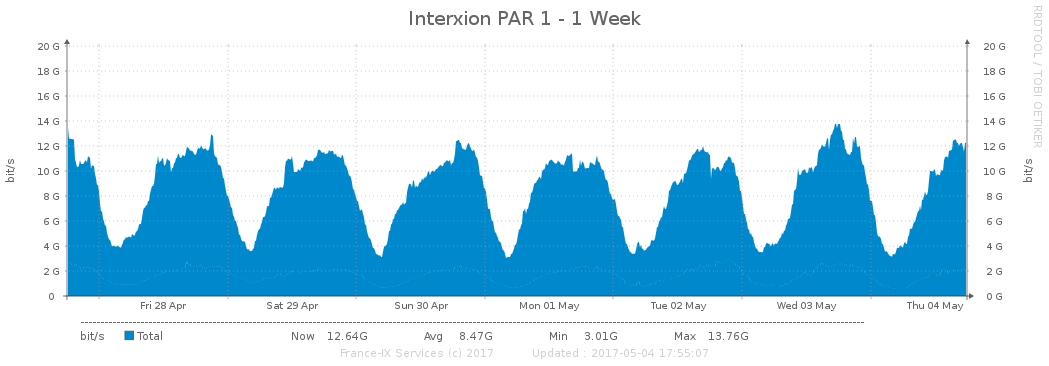 Interxion PAR 1 - 1 Week
RRDTOOL / TOBI OETIKER
bit/s
20 G 20 G
18 G 18 G
16 G 16 G
14 G 14 G
12 G 12 G
10 G 10 G
8 G 8 G
6 G 6 G
4 G 4 G
2 G 2 G
0 0 G
bit/s
Fri 28 Apr Sat 29 Apr Sun 30 Apr Mon 01 May Tue 02 May Wed 03 May Thu 04 May
bit/s Total Now 12.64G Avg 8.47G Min 3.01G Max 13.76G
France-IX Services (c) 2017 Updated : 2017-05-04 17:55:07